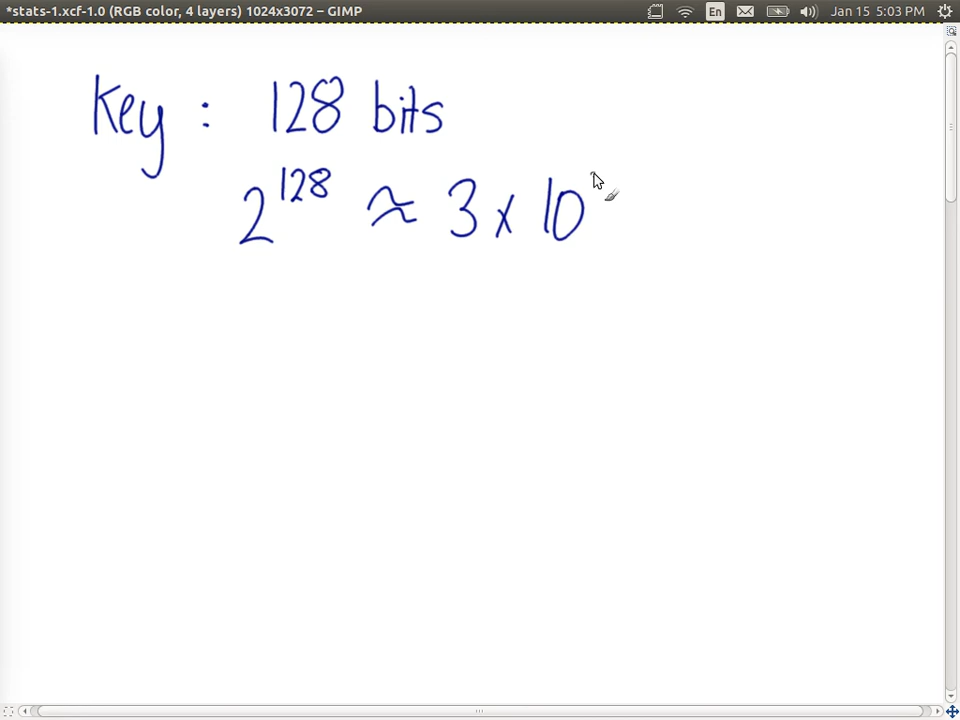 *stats-1.xcf-1.0 (RGB color, 4 layers) 1024x3072 – GIMP En Jan 15 5:03 PM
Key : 128 bits
2^128 ≈ 3 x 10